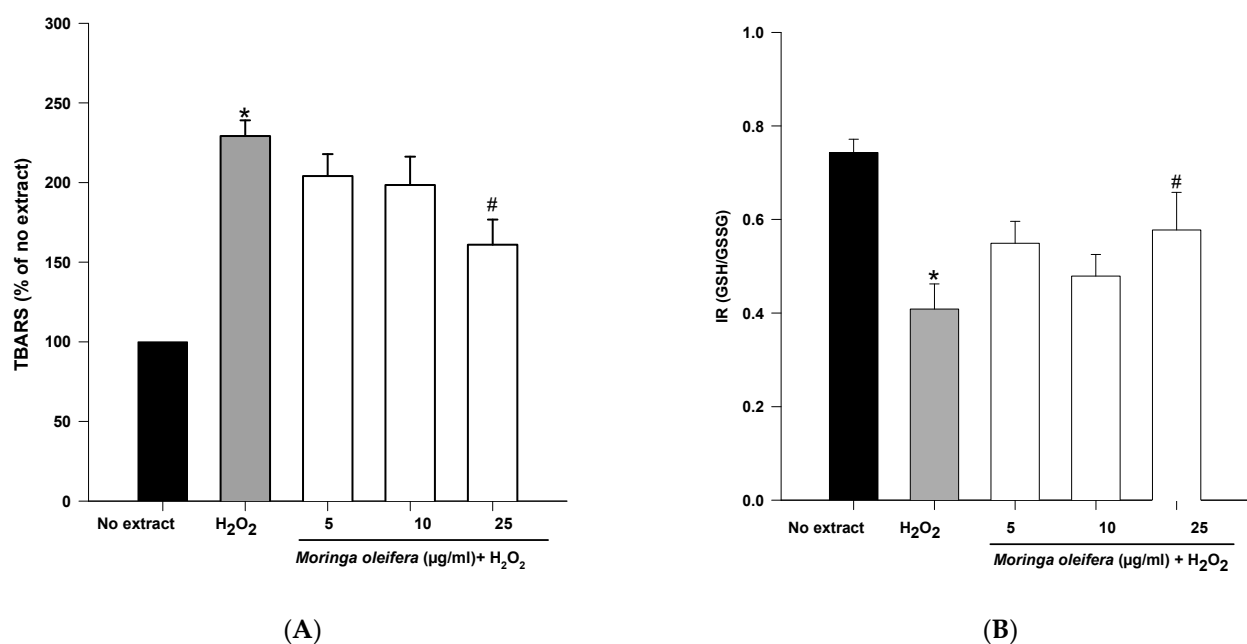 300
250
200
150
100
50
0
TBARS (% of no extract)
*
#
No extract
H₂O₂
5
10
25
Moringa oleifera (µg/ml)+ H₂O₂
(A)
1.0
0.8
0.6
0.4
0.2
0.0
IR (GSH/GSSG)
*
#
No extract
H₂O₂
5
10
25
Moringa oleifera (µg/ml) + H₂O₂
(B)